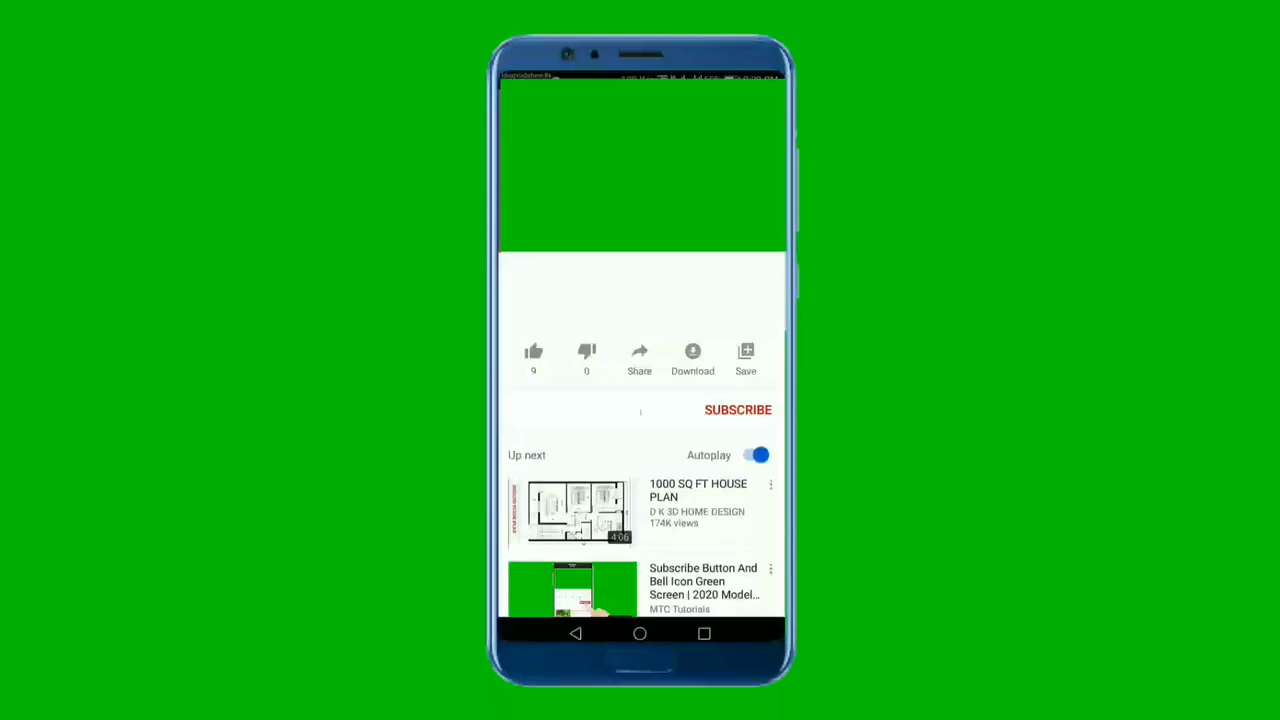 9
0
Share
Download
Save
SUBSCRIBE
Up next
Autoplay
1000 SQ FT HOUSE
PLAN
D K 3D HOME DESIGN
174K views
4:06
Subscribe Button And
Bell Icon Green
Screen | 2020 Model...
MTC Tutorials